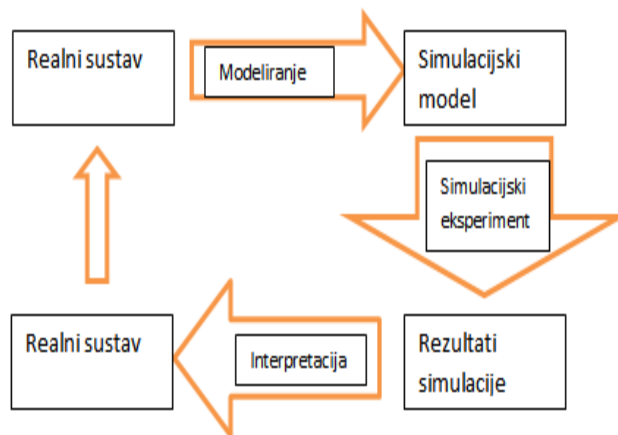 Realni sustav
Modeliranje
Simulacijski
model
Simulacijski
eksperiment
Realni sustav
Interpretacija
Rezultati
simulacije